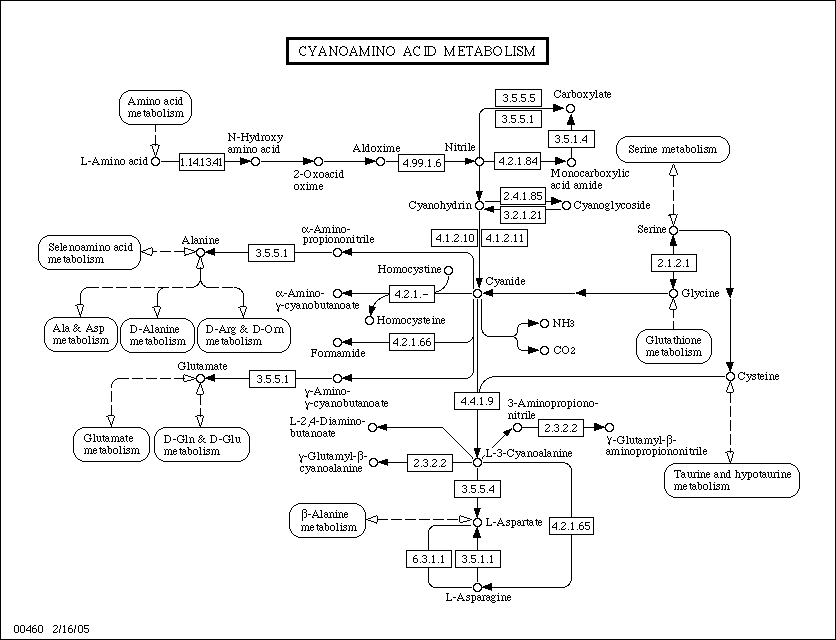 CYANOAMINO ACID METABOLISM
Amino acid
metabolism
3.5.5.5
Carboxylate
3.5.5.1
N-Hydroxy
amino acid
Aldoxime
Nitrile
3.5.1.4
Serine metabolism
L-Amino acid
1.14.1341
4.99.1.6
4.2.1.84
2-Oxoacid
oxime
Monocarboxylic
acid amide
2.4.1.85
Cyanohydrin
Cyanoglycoside
3.2.1.21
Serine
α-Amino-
propiononitrile
4.1.2.10
4.1.2.11
Selenoamino acid
metabolism
Alanine
3.5.5.1
2.1.2.1
Homocystine
Cyanide
α-Amino-
γ-cyanobutanoate
4.2.1.–
Glycine
Homocysteine
Ala & Asp
metabolism
D-Alanine
metabolism
D-Arg & D-Orn
metabolism
NH3
4.2.1.66
Formamide
CO2
Glutathione
metabolism
Glutamate
3.5.5.1
Cysteine
γ-Amino-
γ-cyanobutanoate
4.4.1.9
3-Aminopropiono-
nitrile
L-2,4-Diamino-
butanoate
2.3.2.2
Glutamate
metabolism
D-Gln & D-Glu
metabolism
γ-Glutamyl-β-
aminopropiononitrile
γ-Glutamyl-β-
cyanoalanine
2.3.2.2
L-3-Cyanoalanine
Taurine and hypotaurine
metabolism
3.5.5.4
β-Alanine
metabolism
L-Aspartate
4.2.1.65
6.3.1.1
3.5.1.1
L-Asparagine
00460 2/16/05